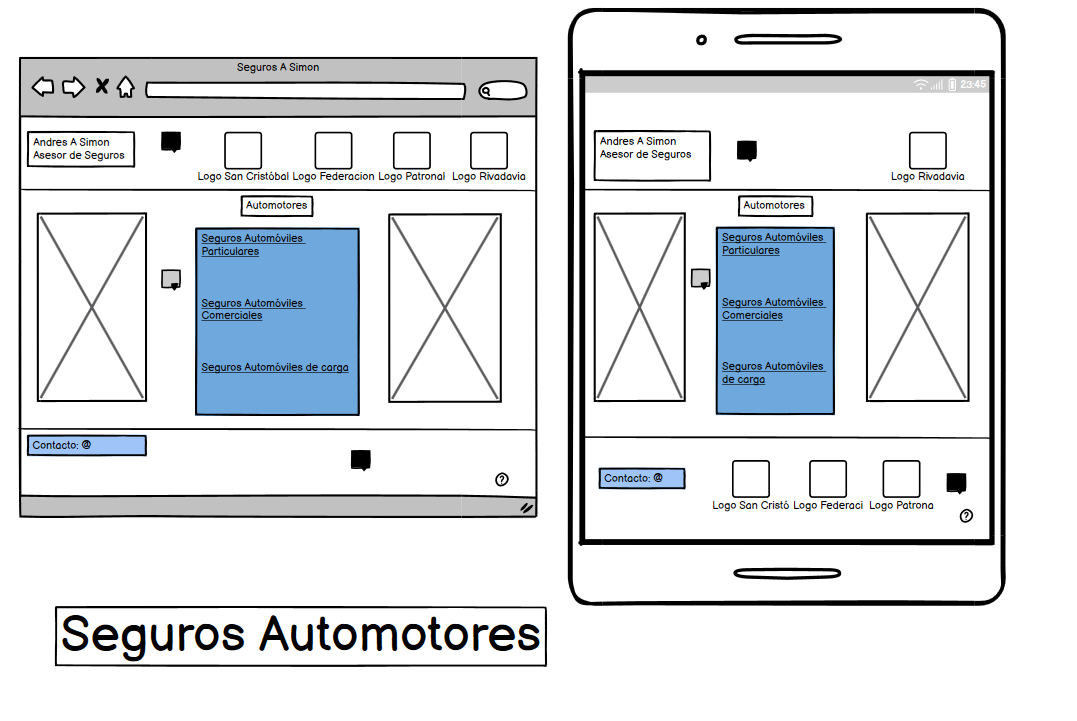 Seguros A Simon
Andres A Simon
Asesor de Seguros
Logo San Cristóbal Logo Federacion Logo Patronal Logo Rivadavia
Automotores
Seguros Automóviles
Particulares
Seguros Automóviles
Comerciales
Seguros Automóviles de carga
Contacto: @
?
23:45
Andres A Simon
Asesor de Seguros
Logo Rivadavia
Automotores
Seguros Automóviles
Particulares
Seguros Automóviles
Comerciales
Seguros Automóviles
de carga
Contacto: @
Logo San Cristó Logo Federaci Logo Patrona
?
Seguros Automotores